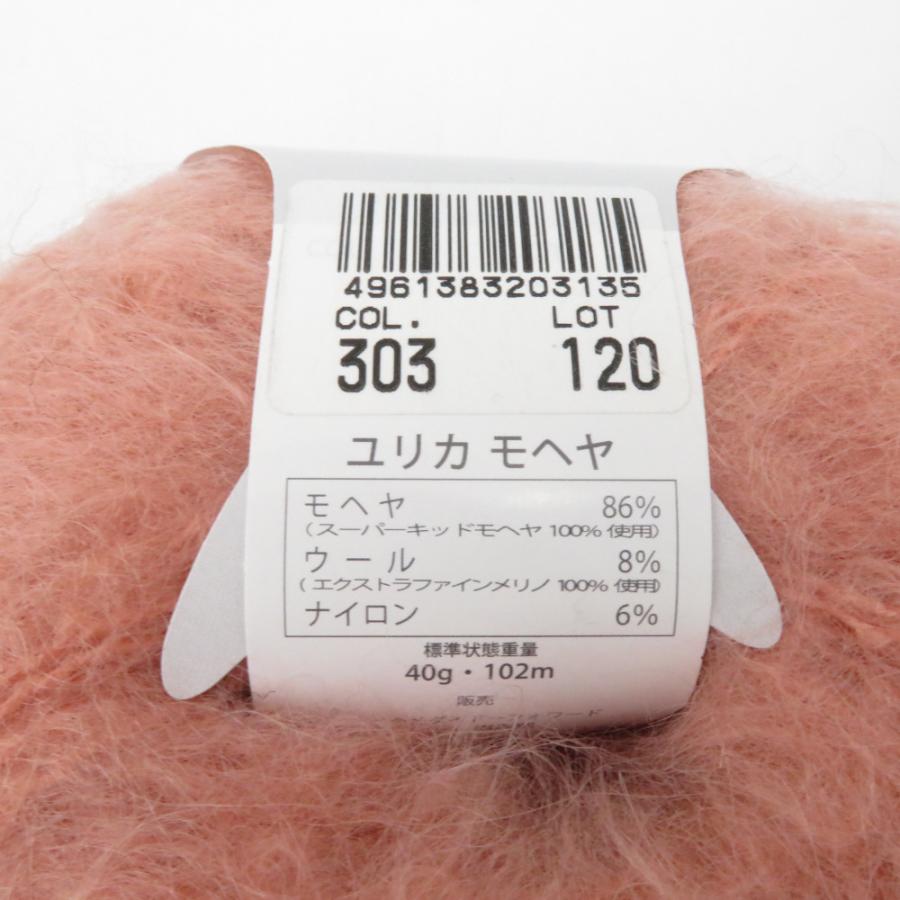 4961383203135
COL. LOT
303 120
ユリカ モヘヤ
モヘヤ 86%
(スーパーキッドモヘヤ 100% 使用)
ウール 8%
(エクストラファインメリノ 100% 使用)
ナイロン 6%
標準状態重量
40g・102m
販売